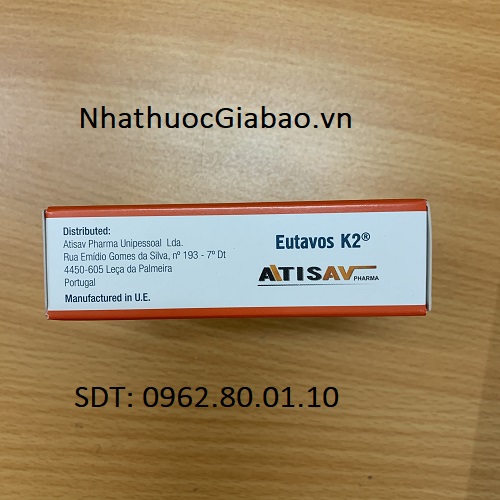 NhathuocGiabao.vn
Distributed:
Atisav Pharma Unipessoal Lda.
Rua Emídio Gomes da Silva, nº 193 - 7º Dt
4450-605 Leça da Palmeira
Portugal
Manufactured in U.E.
Eutavos K2®
ATISAV
PHARMA
SDT: 0962.80.01.10